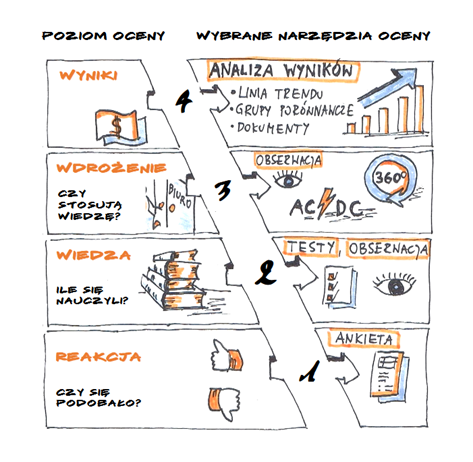 POZIOM OCENY
WYBRANE NARZĘDZIA OCENY
WYNIKI
$
4
ANALIZA WYNIKÓW
• LINIA TRENDU
• GRUPY PORÓWNAWCZE
• DOKUMENTY
WDROŻENIE
CZY
STOSUJĄ
WIEDZĘ?
BIURO
3
OBSERWACJA
360°
AC/DC
WIEDZA
ILE SIĘ
NAUCZYLI?
2
TESTY, OBSERWACJA
REAKCJA
CZY SIĘ
PODOBAŁO?
1
ANKIETA